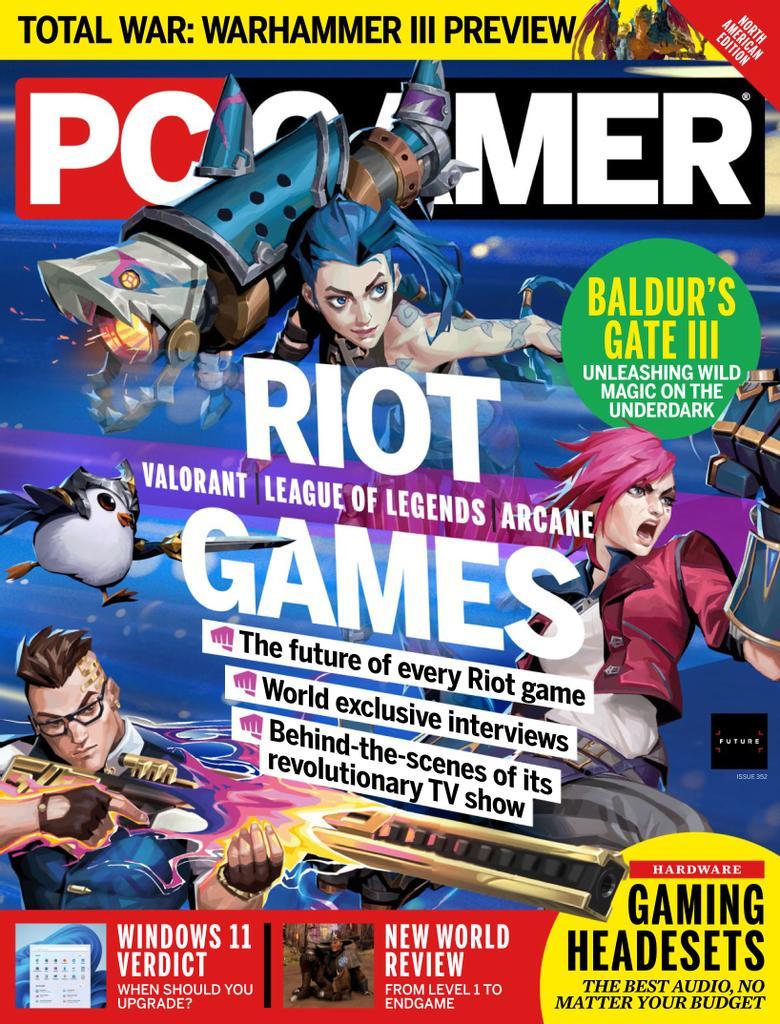 TOTAL WAR: WARHAMMER III PREVIEW
NORTH
AMERICAN
EDITION
PC GAMER®
BALDUR'S
GATE III
UNLEASHING WILD
MAGIC ON THE
UNDERDARK
RIOT
VALORANT | LEAGUE OF LEGENDS | ARCANE
GAMES
The future of every Riot game
World exclusive interviews
Behind-the-scenes of its
revolutionary TV show
FUTURE
ISSUE 352
HARDWARE
GAMING
HEADSETS
THE BEST AUDIO, NO
MATTER YOUR BUDGET
WINDOWS 11
VERDICT
WHEN SHOULD YOU
UPGRADE?
NEW WORLD
REVIEW
FROM LEVEL 1 TO
ENDGAME